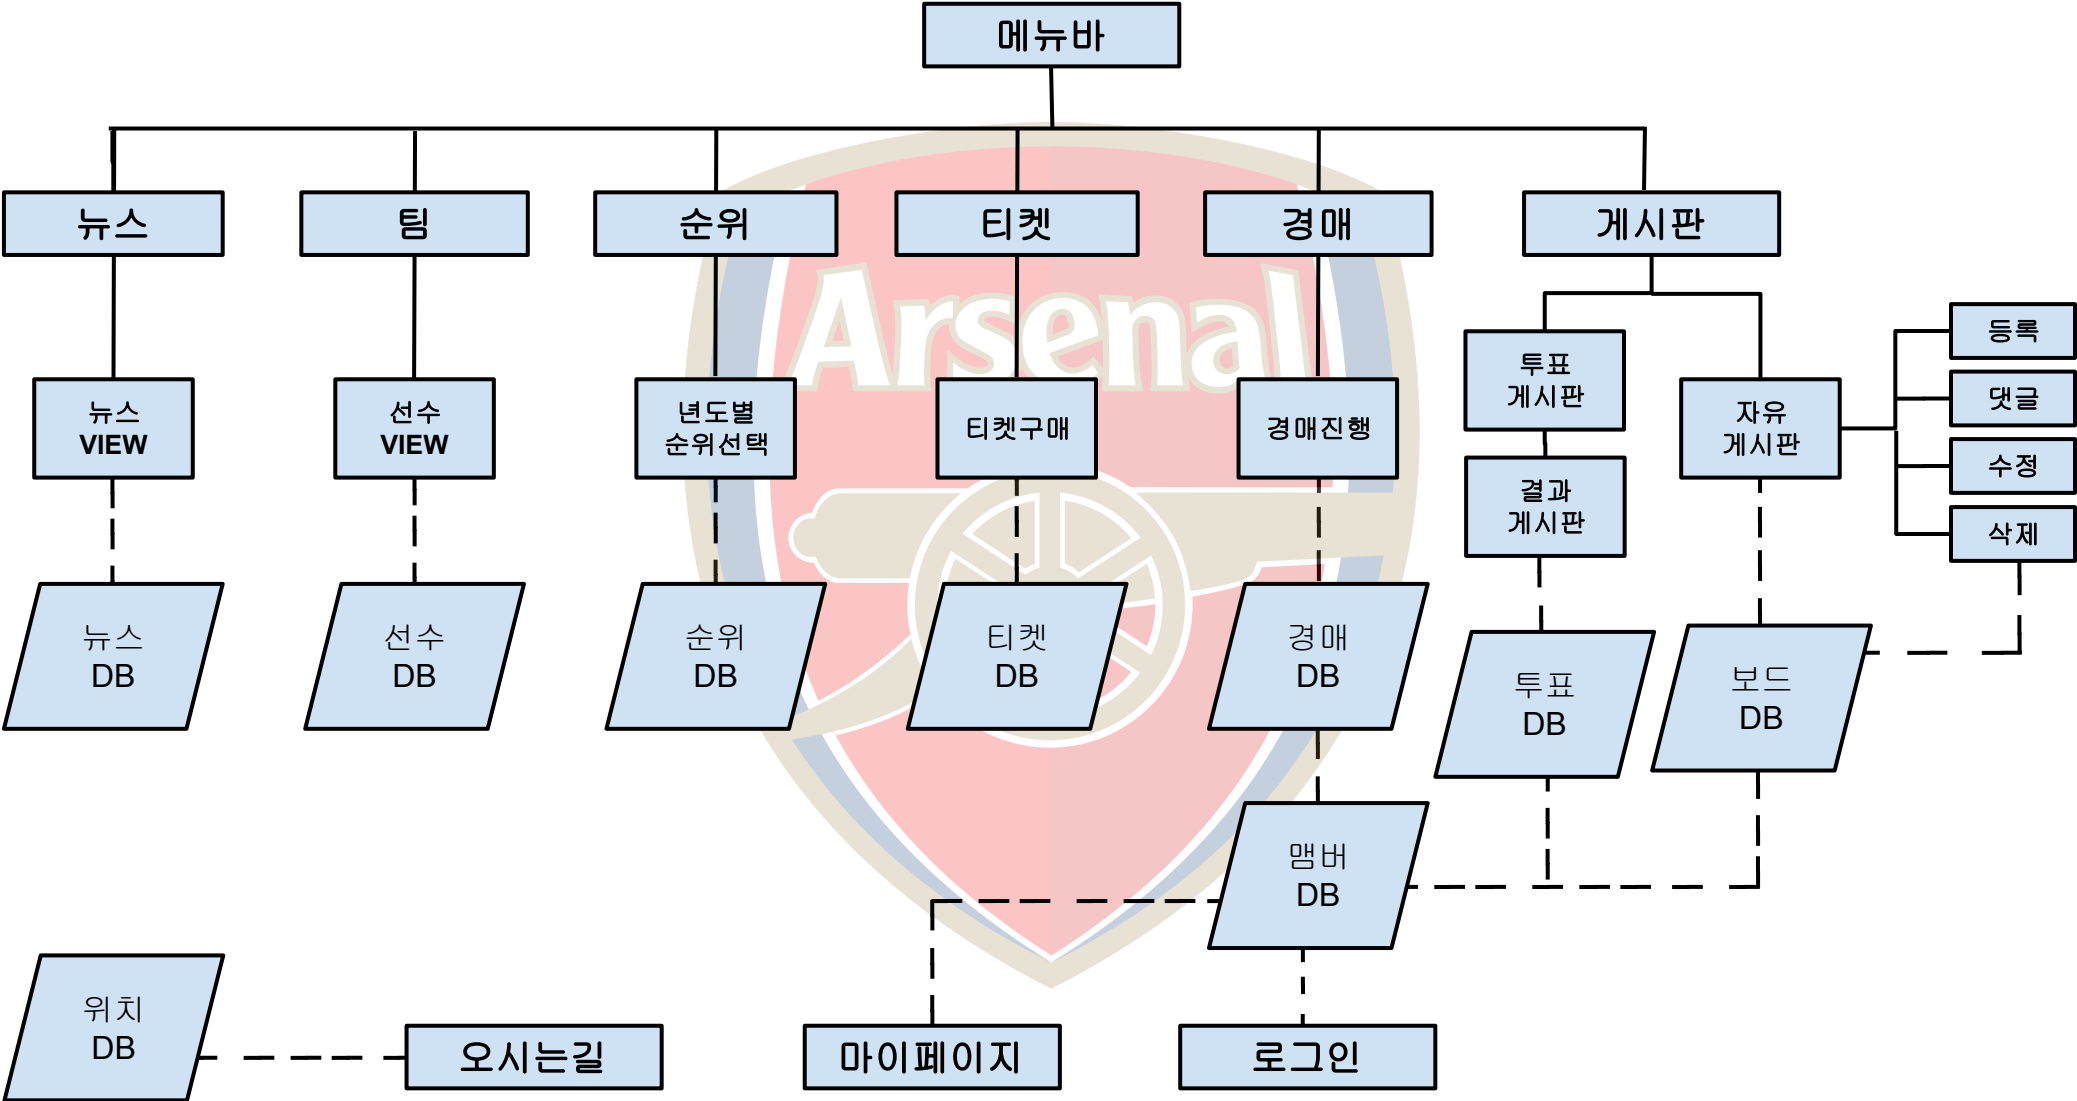 메뉴바
뉴스
팀
순위
티켓
경매
게시판
Arsenal
뉴스
VIEW
선수
VIEW
년도별
순위선택
티켓구매
경매진행
투표
게시판
결과
게시판
자유
게시판
등록
댓글
수정
삭제
뉴스
DB
선수
DB
순위
DB
티켓
DB
경매
DB
투표
DB
보드
DB
맴버
DB
위치
DB
오시는길
마이페이지
로그인